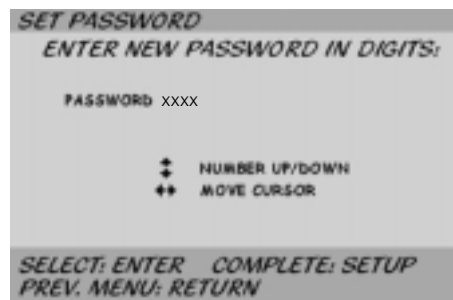 SET PASSWORD
ENTER NEW PASSWORD IN DIGITS:
PASSWORD XXXX
NUMBER UP/DOWN
MOVE CURSOR
SELECT: ENTER COMPLETE: SETUP
PREV. MENU: RETURN